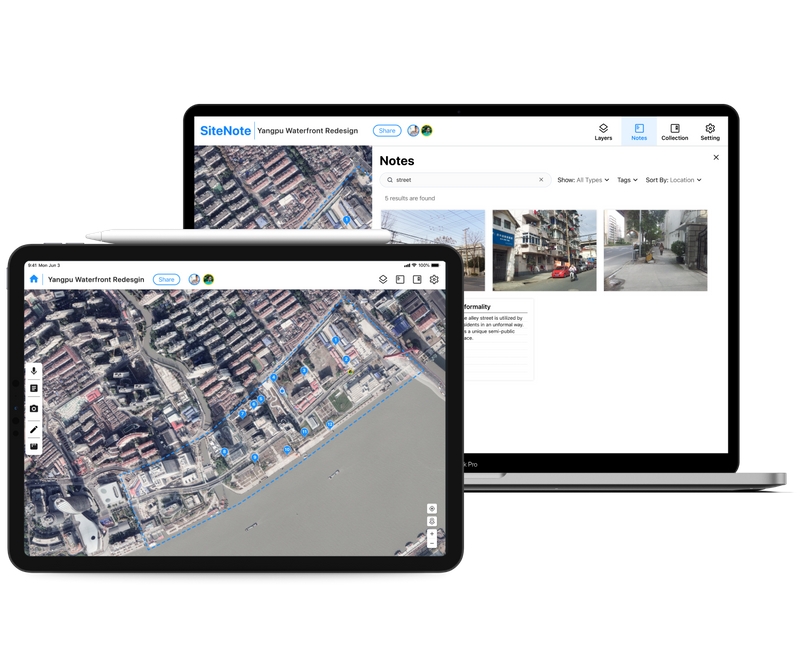 SiteNote
Yangpu Waterfront Redesign
Share
Layers
Notes
Collection
Setting
Notes
street
Show: All Types
Tags
Sort By: Location
5 results are found
formality
e alley street is utilized by
sidents in an unformal way.
s a unique semi-public
ace.
k Pro
9:41 Mon Jun 3
100%
Yangpu Waterfront Redesgin
Share